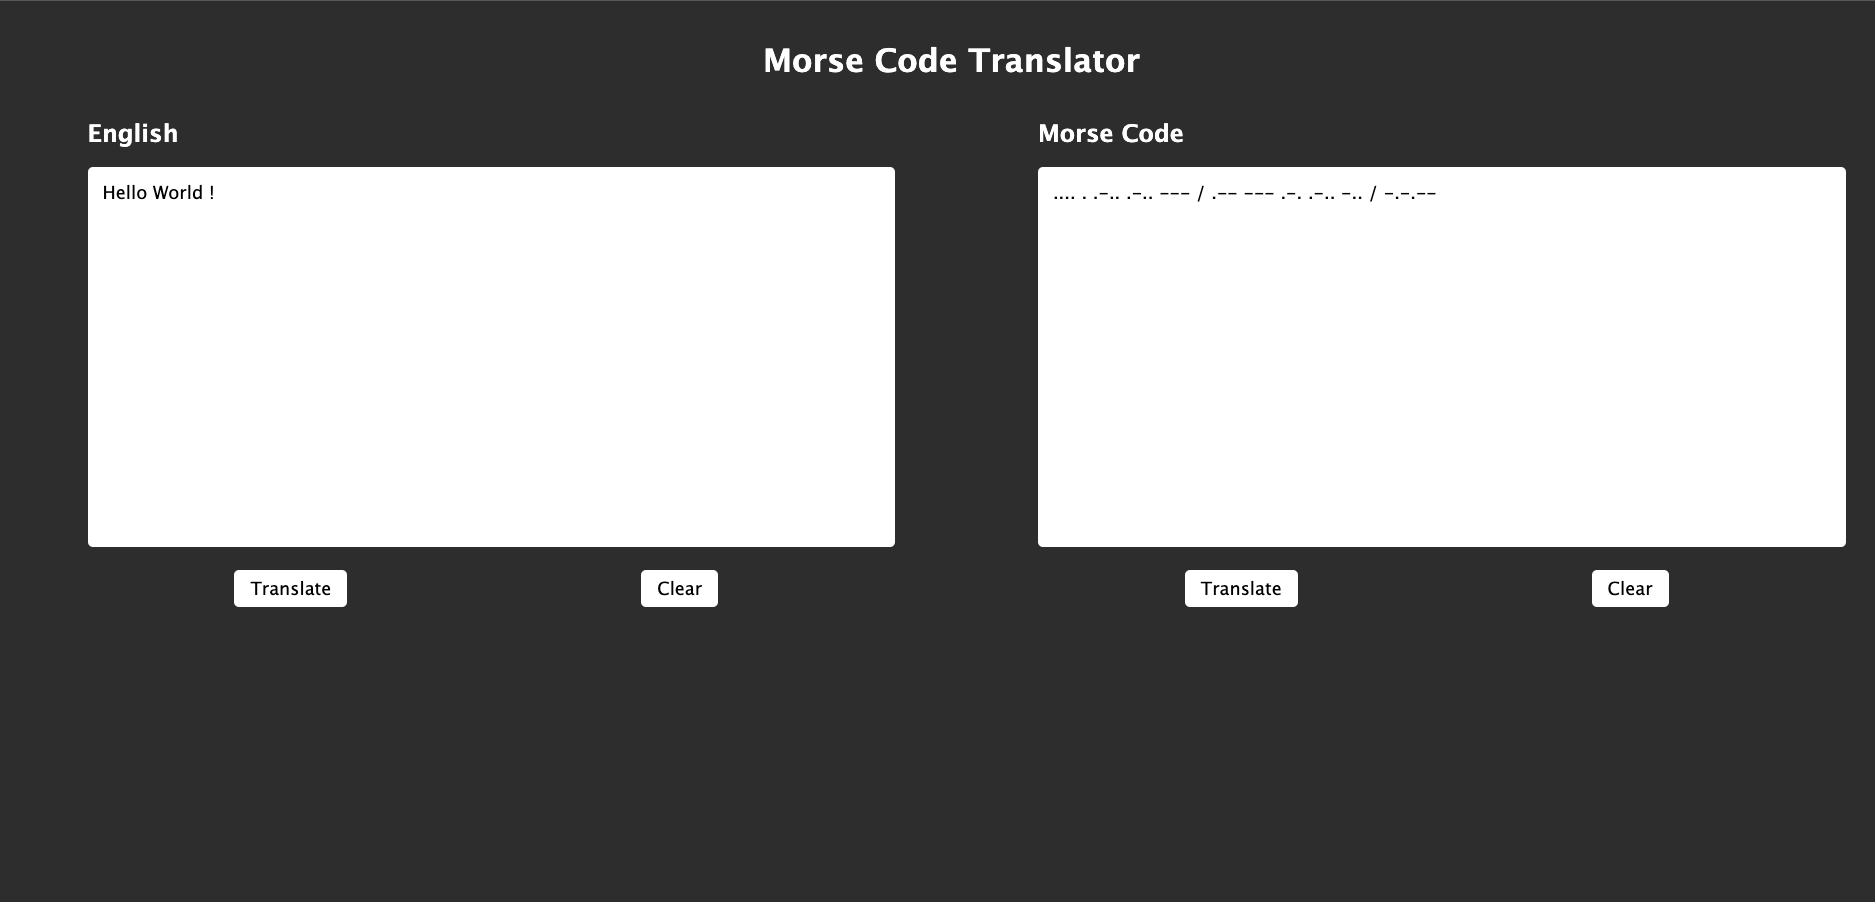 Morse Code Translator
English
Hello World !
Translate
Clear
Morse Code
.... . .-.. .-.. --- / .-- --- .-. .-.. -.. / -.-.--
Translate
Clear